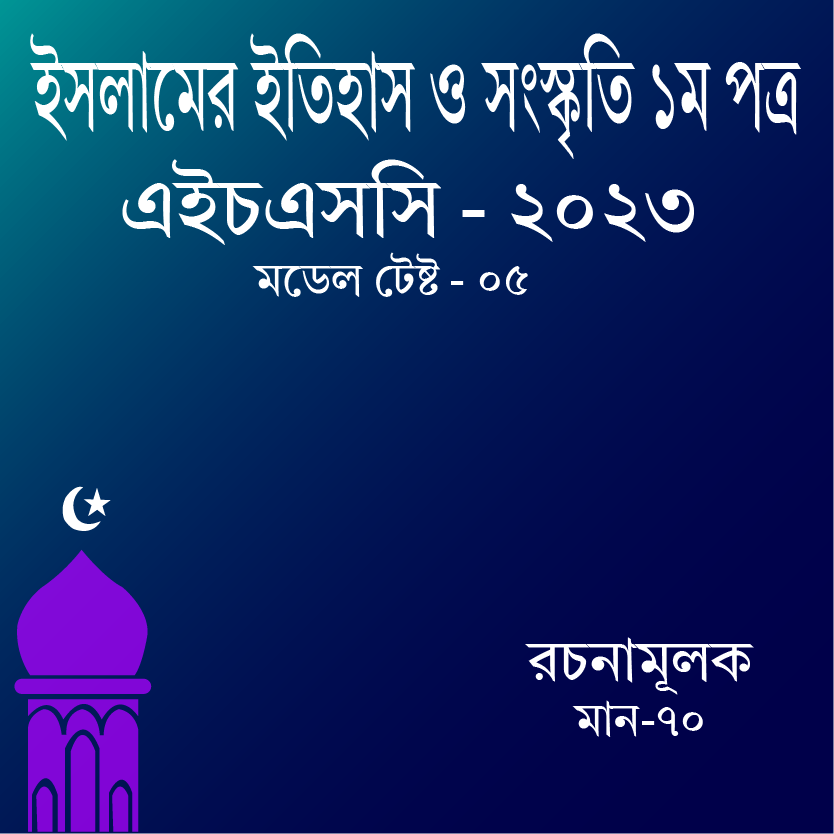 ইসলামের ইতিহাস ও সংস্কৃতি ১ম পত্র
এইচএসসি - ২০২৩
মডেল টেষ্ট - ০৫
রচনামূলক
মান-৭০